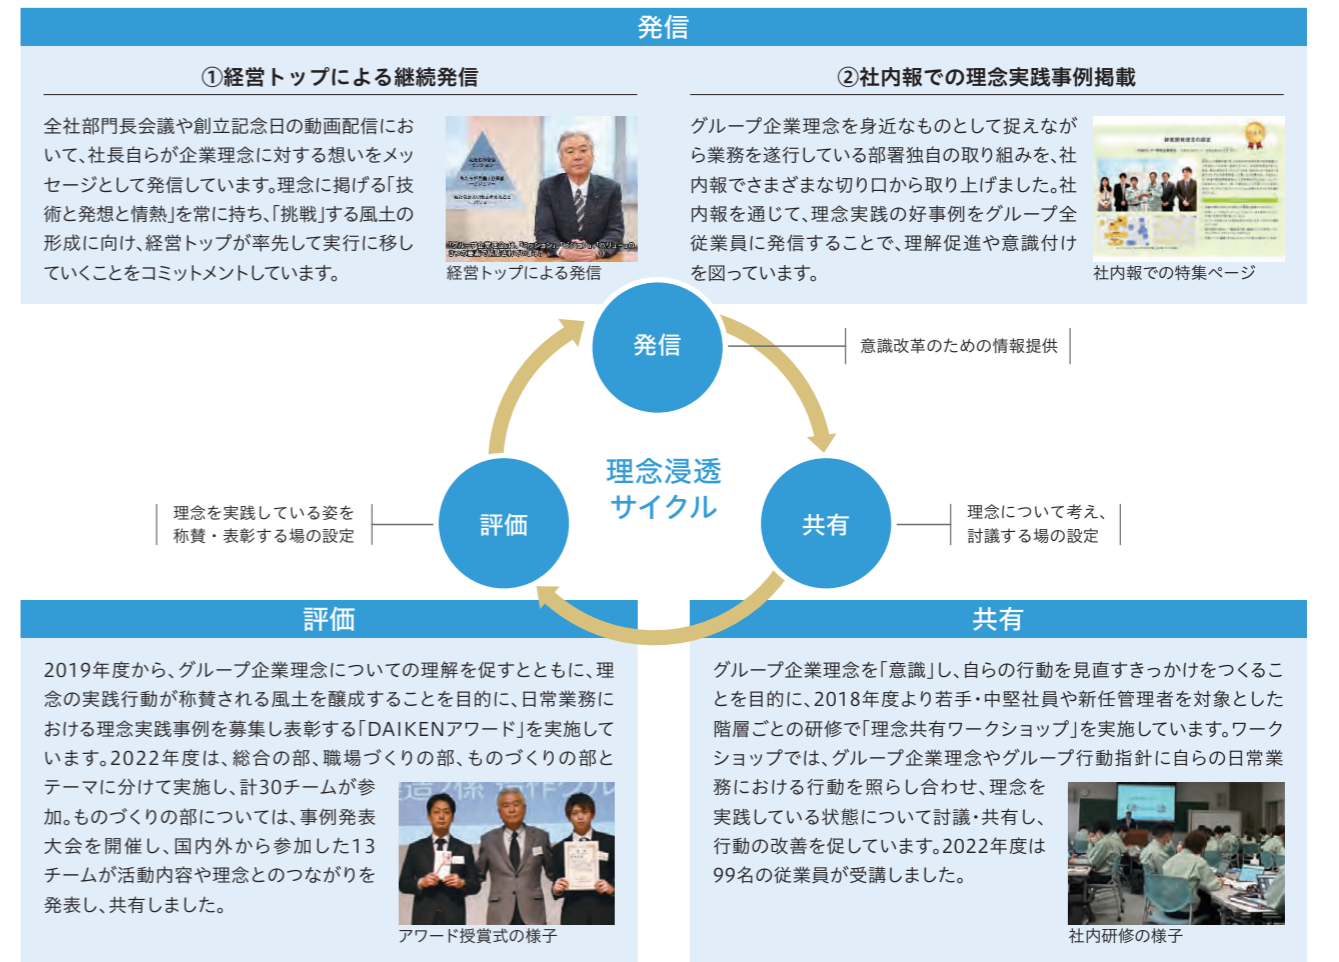 発信
①経営トップによる継続発信
全社部門長会議や創立記念日の動画配信にお
いて、社長自らが企業理念に対する想いをメッ
セージとして発信しています。理念に掲げる「技
術と発想と情熱」を常に持ち、「挑戦」する風土の
形成に向け、経営トップが率先して実行に移し
ていくことをコミットメントしています。
経営トップによる発信
②社内報での理念実践事例掲載
グループ企業理念を身近なものとして捉えなが
ら業務を遂行している部署独自の取り組みを、社
内報でさまざまな切り口から取り上げました。社
内報を通じて、理念実践の好事例をグループ全
従業員に発信することで、理解促進や意識付け
を図っています。
社内報での特集ページ
発信
意識改革のための情報提供
理念浸透
サイクル
評価
理念を実践している姿を
称賛・表彰する場の設定
共有
理念について考え、
討議する場の設定
評価
2019年度から、グループ企業理念についての理解を促すとともに、理
念の実践行動が称賛される風土を醸成することを目的に、日常業務に
おける理念実践事例を募集し表彰する「DAIKENアワード」を実施して
います。2022年度は、総合の部、職場づくりの部、ものづくりの部と
テーマに分けて実施し、計30チームが参
加。ものづくりの部については、事例発表
大会を開催し、国内外から参加した13
チームが活動内容や理念とのつながりを
発表し、共有しました。
アワード授賞式の様子
共有
グループ企業理念を「意識」し、自らの行動を見直すきっかけをつくるこ
とを目的に、2018年度より若手・中堅社員や新任管理者を対象とした
階層ごとの研修で「理念共有ワークショップ」を実施しています。ワーク
ショップでは、グループ企業理念やグループ行動指針に自らの日常業
務における行動を照らし合わせ、理念を
実践している状態について討議・共有し、
行動の改善を促しています。2022年度は
99名の従業員が受講しました。
社内研修の様子